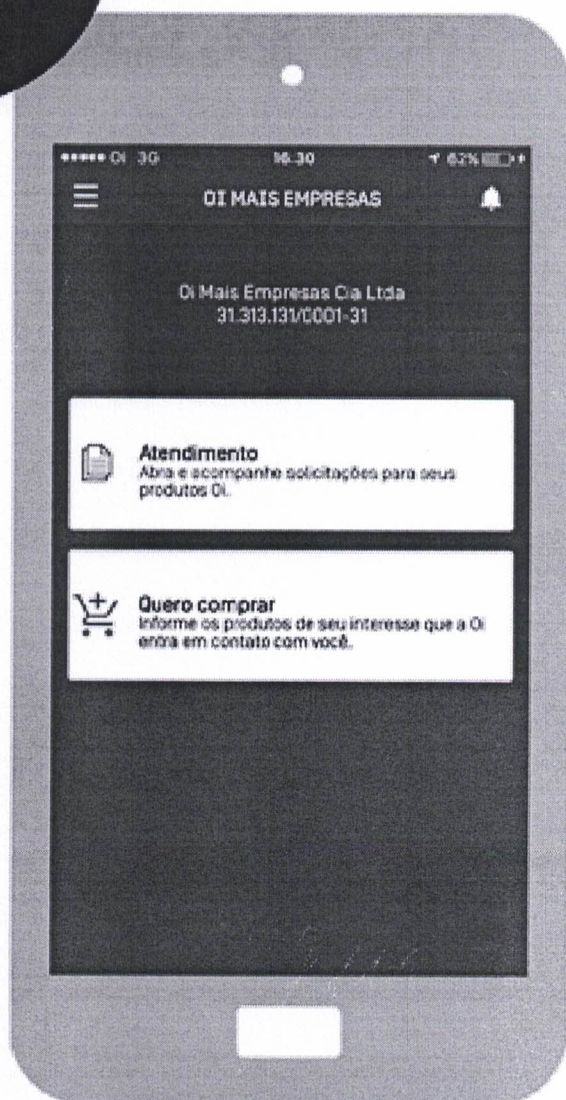 OI 3G 16:30 62%
OI MAIS EMPRESAS
Oi Mais Empresas Cia Ltda
31.313.131/0001-31
Atendimento
Abra e acompanhe solicitações para seus
produtos Oi.
Quero comprar
Informe os produtos de seu interesse que a Oi
entra em contato com você.